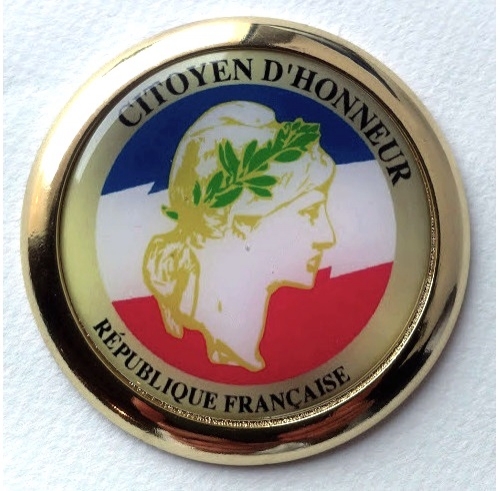 CITOYEN D'HONNEUR
RÉPUBLIQUE FRANÇAISE